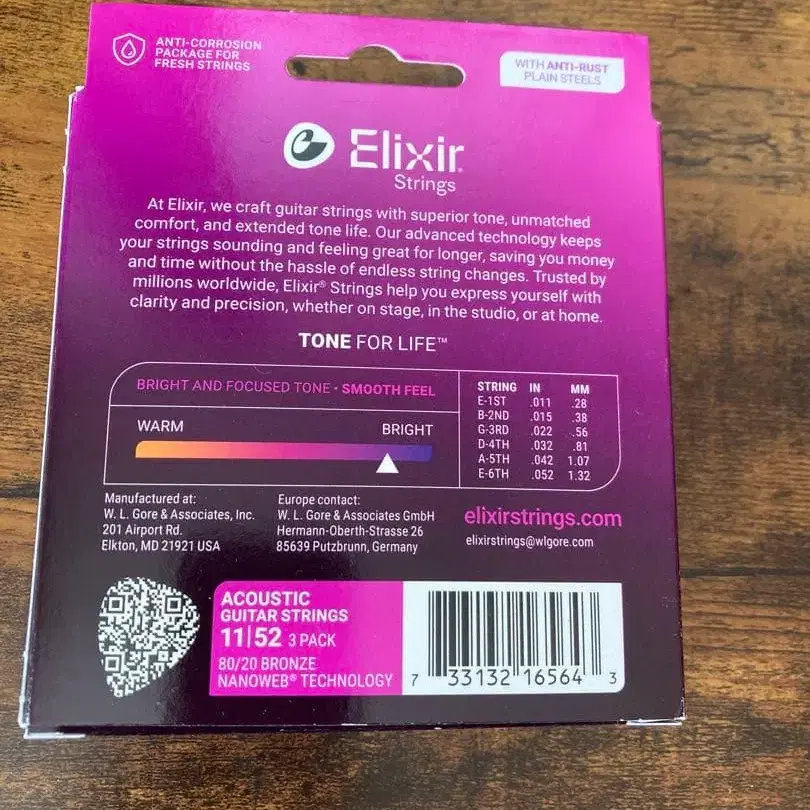 ANTI-CORROSION
PACKAGE FOR
FRESH STRINGS
WITH ANTI-RUST
PLAIN STEELS
Elixir
Strings
At Elixir, we craft guitar strings with superior tone, unmatched
comfort, and extended tone life. Our advanced technology keeps
your strings sounding and feeling great for longer, saving you money
and time without the hassle of endless string changes. Trusted by
millions worldwide, Elixir® Strings help you express yourself with
clarity and precision, whether on stage, in the studio, or at home.
TONE FOR LIFE™
BRIGHT AND FOCUSED TONE · SMOOTH FEEL
WARM BRIGHT
STRING IN MM
E-1ST .011 .28
B-2ND .015 .38
G-3RD .022 .56
D-4TH .032 .81
A-5TH .042 1.07
E-6TH .052 1.32
Manufactured at:
W. L. Gore & Associates, Inc.
201 Airport Rd.
Elkton, MD 21921 USA
Europe contact:
W. L. Gore & Associates GmbH
Hermann-Oberth-Strasse 26
85639 Putzbrunn, Germany
elixirstrings.com
elixirstrings@wlgore.com
ACOUSTIC
GUITAR STRINGS
11|52 3 PACK
80/20 BRONZE
NANOWEB® TECHNOLOGY
7 33132 16564 3